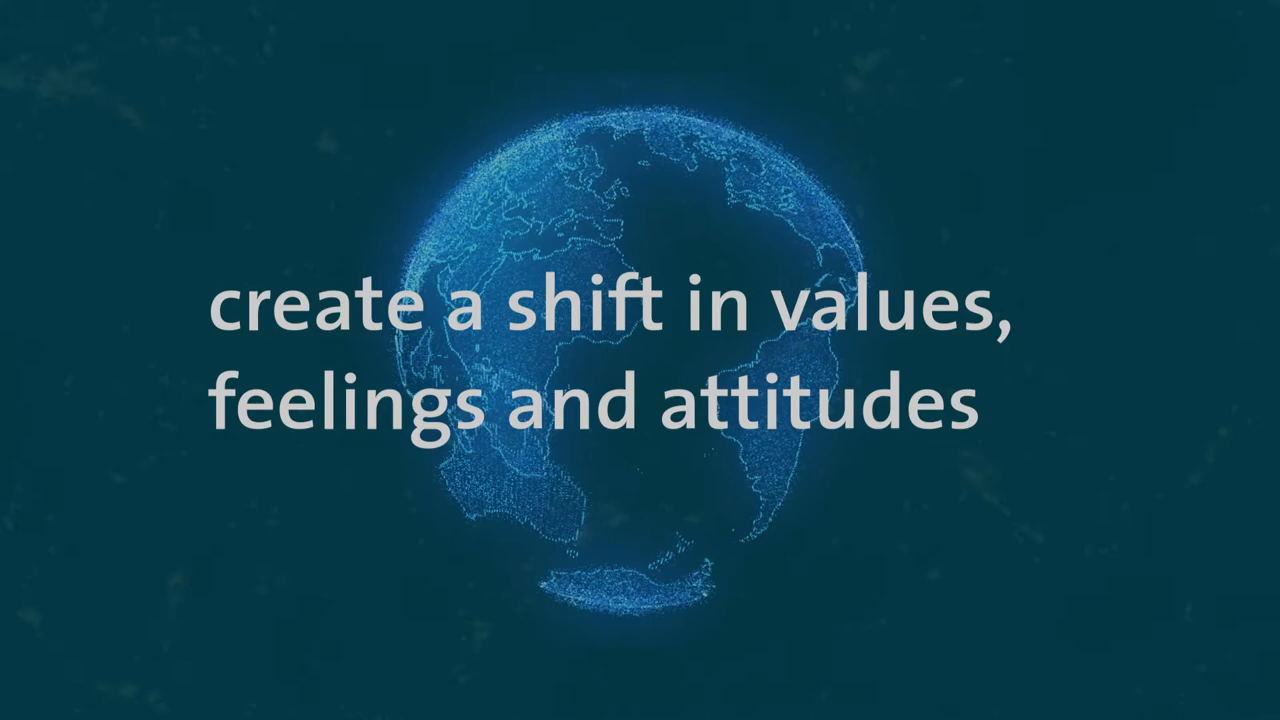 create a shift in values,
feelings and attitudes